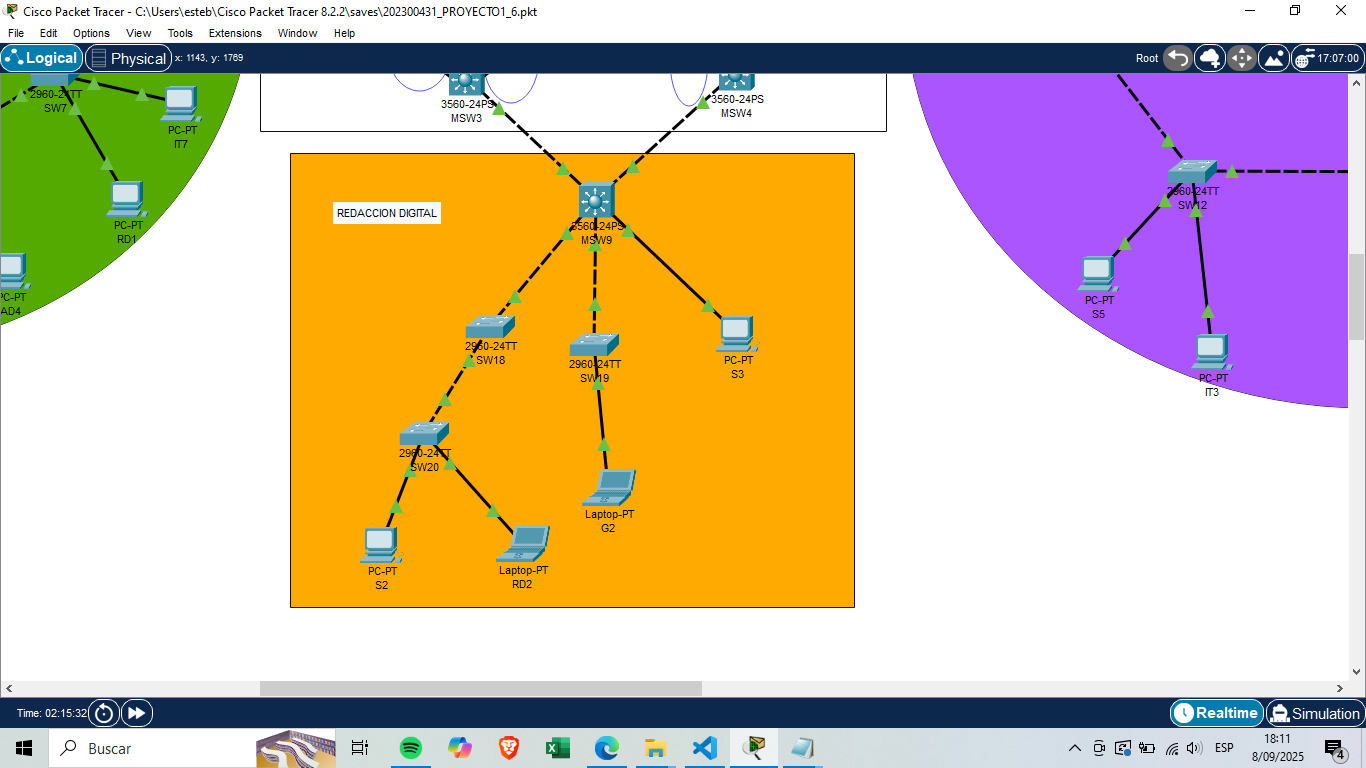 Cisco Packet Tracer - C:\Users\esteb\Cisco Packet Tracer 8.2.2\saves\202300431_PROYECTO1_6.pkt
File Edit Options View Tools Extensions Window Help
Logical Physical x: 1143, y: 1769 Root 17:07:00
2960-24TT
SW7
PC-PT
IT7
PC-PT
RD1
PC-PT
AD4
3560-24PS
MSW3
3560-24PS
MSW4
REDACCION DIGITAL
3560-24PS
MSW9
2960-24TT
SW18
2960-24TT
SW19
PC-PT
S3
2960-24TT
SW20
Laptop-PT
G2
PC-PT
S2
Laptop-PT
RD2
2960-24TT
SW12
PC-PT
S5
PC-PT
IT3
Time: 02:15:32 Realtime Simulation
Buscar ESP 18:11
8/09/2025 4